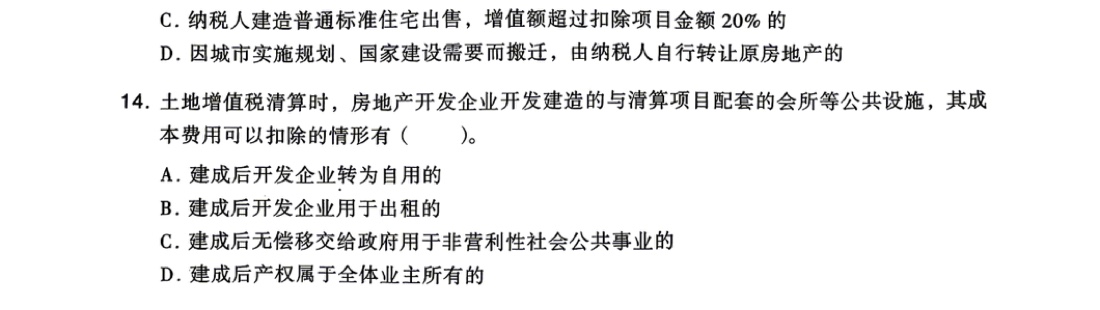 C. 纳税人建造普通标准住宅出售，增值额超过扣除项目金额 20% 的
D. 因城市实施规划、国家建设需要而搬迁，由纳税人自行转让原房地产的
14. 土地增值税清算时，房地产开发企业开发建造的与清算项目配套的会所等公共设施，其成
本费用可以扣除的情形有（　　）。
A. 建成后开发企业转为自用的
B. 建成后开发企业用于出租的
C. 建成后无偿移交给政府用于非营利性社会公共事业的
D. 建成后产权属于全体业主所有的